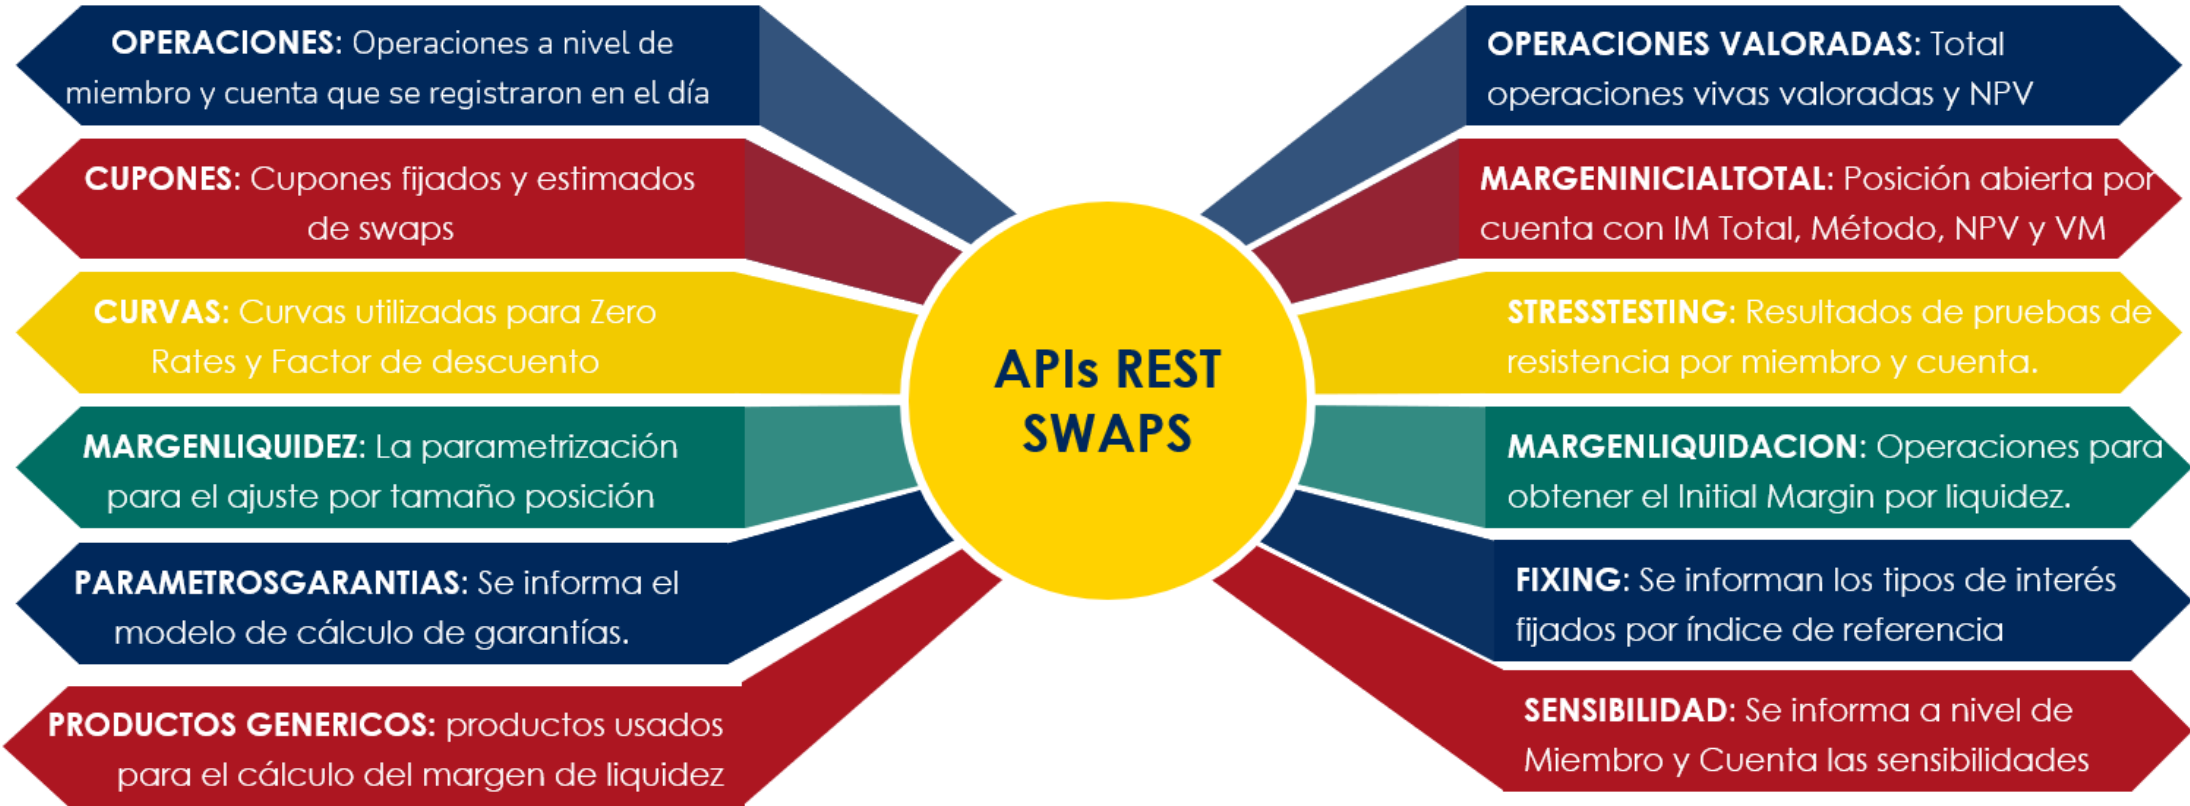 OPERACIONES: Operaciones a nivel de
miembro y cuenta que se registraron en el día
CUPONES: Cupones fijados y estimados
de swaps
CURVAS: Curvas utilizadas para Zero
Rates y Factor de descuento
MARGENLIQUIDEZ: La parametrización
para el ajuste por tamaño posición
PARAMETROSGARANTIAS: Se informa el
modelo de cálculo de garantías.
PRODUCTOS GENERICOS: productos usados
para el cálculo del margen de liquidez
APIs REST
SWAPS
OPERACIONES VALORADAS: Total
operaciones vivas valoradas y NPV
MARGENINICIALTOTAL: Posición abierta por
cuenta con IM Total, Método, NPV y VM
STRESSTESTING: Resultados de pruebas de
resistencia por miembro y cuenta.
MARGENLIQUIDACION: Operaciones para
obtener el Initial Margin por liquidez.
FIXING: Se informan los tipos de interés
fijados por índice de referencia
SENSIBILIDAD: Se informa a nivel de
Miembro y Cuenta las sensibilidades